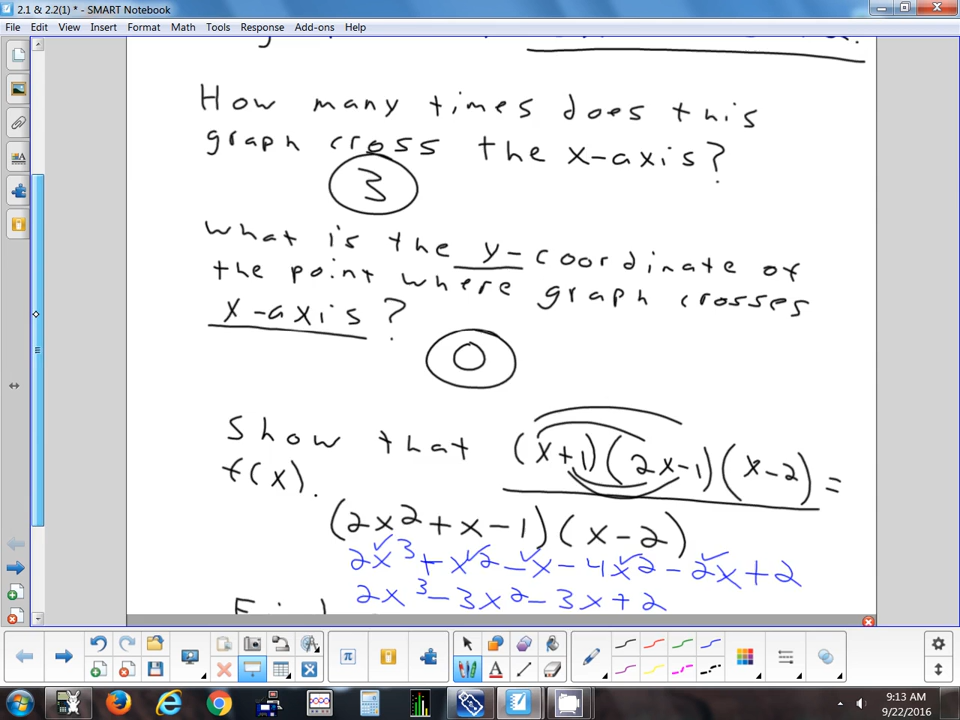 2.1 & 2.2(1) * - SMART Notebook
File Edit View Insert Format Math Tools Response Add-ons Help
How many times does this
graph cross the x-axis?
3
What is the y-coordinate of
the point where graph crosses
x-axis?
0
Show that (x+1)(2x-1)(x-2) =
f(x).
(2x² + x - 1)(x - 2)
2x³ + x² - x - 4x² - 2x + 2
2x³ - 3x² - 3x + 2
9:13 AM
9/22/2016